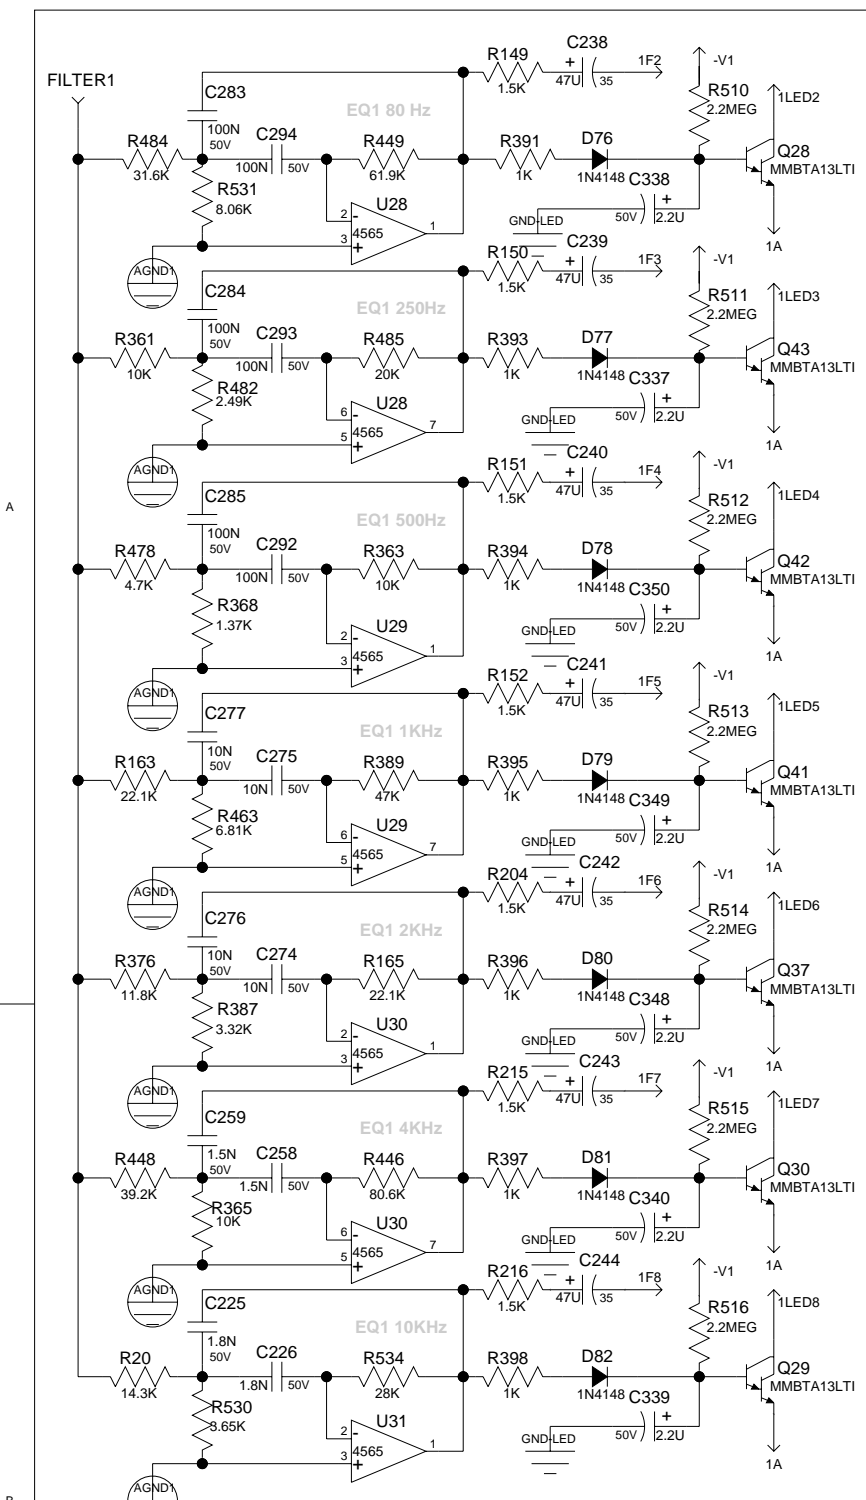 FILTER1
C283
100N
50V
EQ1 80 Hz
R149
1.5K
C238
+
47U
35
1F2
-V1
R510
2.2MEG
1LED2
R484
31.6K
C294
100N
50V
R449
61.9K
R391
1K
D76
1N4148
Q28
MMBTA13LTI
R531
8.06K
U28
2
-
4565
3
+
1
GND-LED
C338
+
50V
2.2U
1A
AGND1
C284
100N
50V
EQ1 250Hz
R150
1.5K
C239
+
47U
35
1F3
-V1
R511
2.2MEG
1LED3
R361
10K
C293
100N
50V
R485
20K
R393
1K
D77
1N4148
Q43
MMBTA13LTI
R482
2.49K
U28
6
-
4565
5
+
7
GND-LED
C337
+
50V
2.2U
1A
AGND1
A
C285
100N
50V
EQ1 500Hz
R151
1.5K
C240
+
47U
35
1F4
-V1
R512
2.2MEG
1LED4
R478
4.7K
C292
100N
50V
R363
10K
R394
1K
D78
1N4148
Q42
MMBTA13LTI
R368
1.37K
U29
2
-
4565
3
+
1
GND-LED
C350
+
50V
2.2U
1A
AGND1
C277
10N
50V
EQ1 1KHz
R152
1.5K
C241
+
47U
35
1F5
-V1
R513
2.2MEG
1LED5
R163
22.1K
C275
10N
50V
R389
47K
R395
1K
D79
1N4148
Q41
MMBTA13LTI
R463
6.81K
U29
6
-
4565
5
+
7
GND-LED
C349
+
50V
2.2U
1A
AGND1
C276
10N
50V
EQ1 2KHz
R204
1.5K
C242
+
47U
35
1F6
-V1
R514
2.2MEG
1LED6
R376
11.8K
C274
10N
50V
R165
22.1K
R396
1K
D80
1N4148
Q37
MMBTA13LTI
R387
3.32K
U30
2
-
4565
3
+
1
GND-LED
C348
+
50V
2.2U
1A
AGND1
C259
1.5N
50V
EQ1 4KHz
R215
1.5K
C243
+
47U
35
1F7
-V1
R515
2.2MEG
1LED7
R448
39.2K
C258
1.5N
50V
R446
80.6K
R397
1K
D81
1N4148
Q30
MMBTA13LTI
R365
10K
U30
6
-
4565
5
+
7
GND-LED
C340
+
50V
2.2U
1A
AGND1
C225
1.8N
50V
EQ1 10KHz
R216
1.5K
C244
+
47U
35
1F8
-V1
R516
2.2MEG
1LED8
R20
14.3K
C226
1.8N
50V
R534
28K
R398
1K
D82
1N4148
Q29
MMBTA13LTI
R530
3.65K
U31
2
-
4565
3
+
1
GND-LED
C339
+
50V
2.2U
1A
AGND1